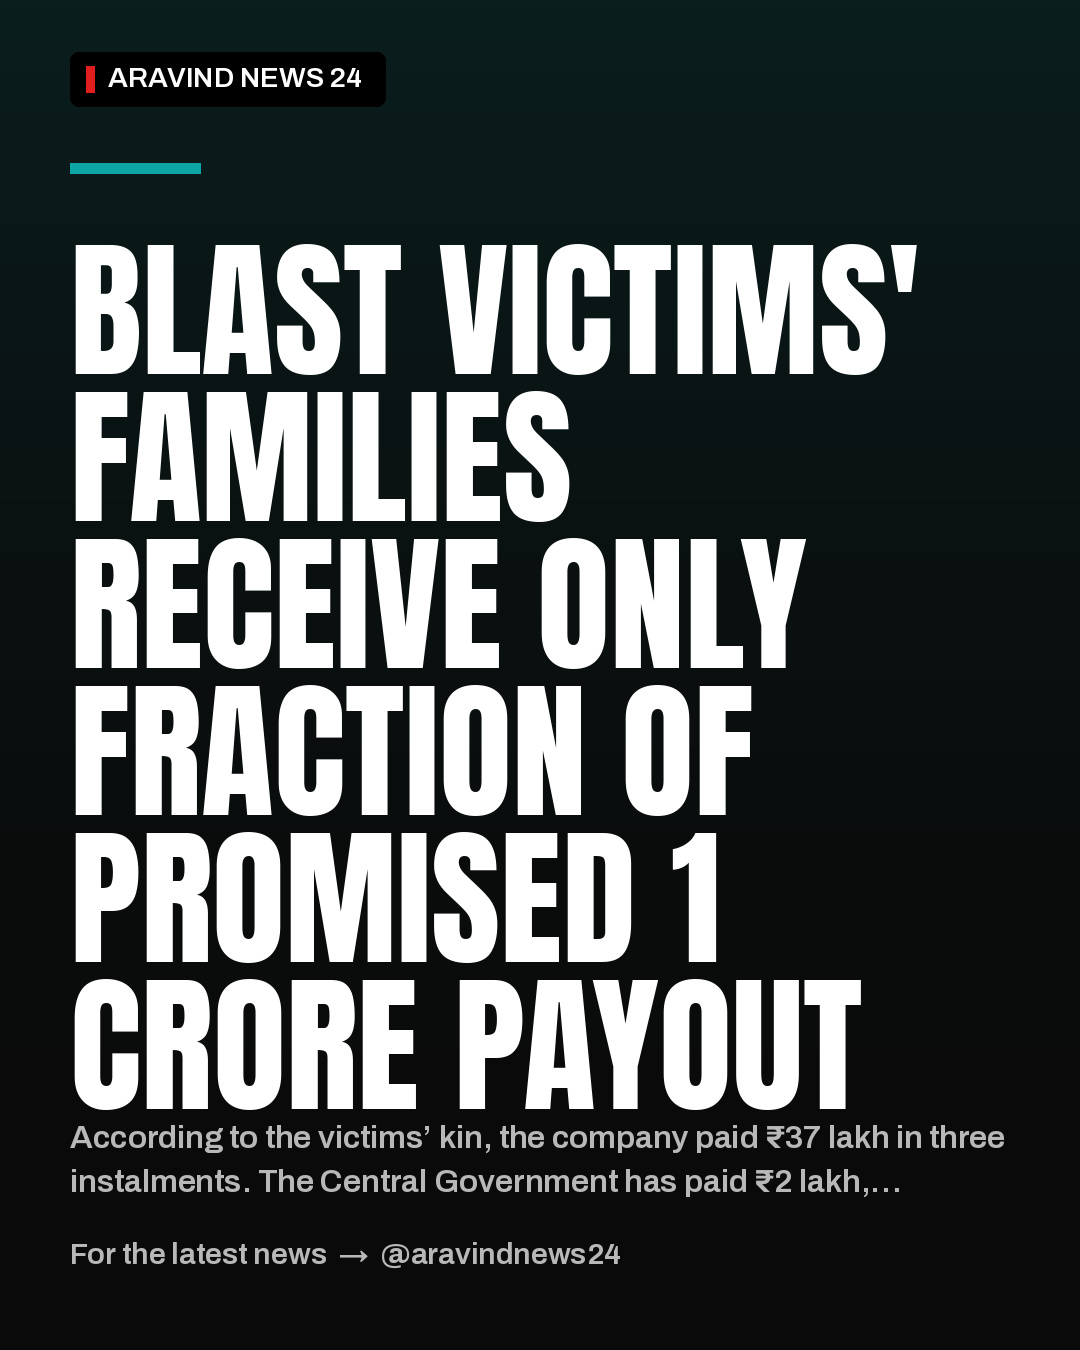 ARAVIND NEWS 24
BLAST VICTIMS'
FAMILIES
RECEIVE ONLY
FRACTION OF
PROMISED 1
CRORE PAYOUT
According to the victims’ kin, the company paid ₹37 lakh in three
instalments. The Central Government has paid ₹2 lakh,...
For the latest news → @aravindnews24